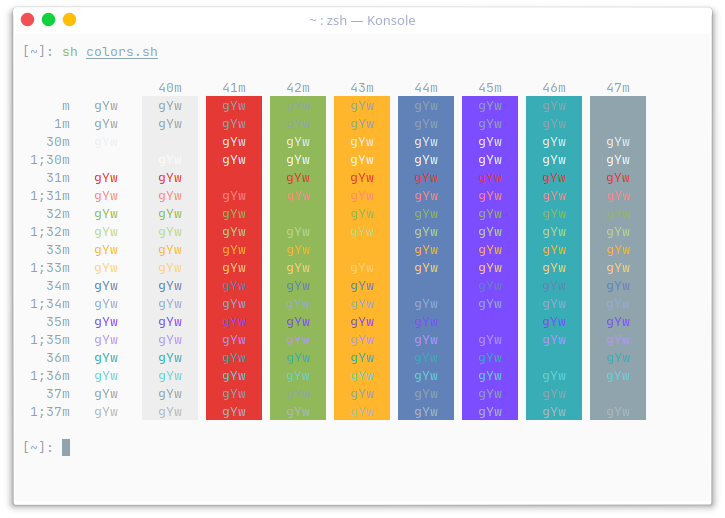 ~ : zsh — Konsole
[~]: sh colors.sh
40m 41m 42m 43m 44m 45m 46m 47m
m gYw gYw gYw gYw gYw gYw gYw gYw gYw
1m gYw gYw gYw gYw gYw gYw gYw gYw gYw
30m gYw gYw gYw gYw gYw gYw gYw gYw
1;30m gYw gYw gYw gYw gYw gYw gYw gYw
31m gYw gYw gYw gYw gYw gYw gYw gYw
1;31m gYw gYw gYw gYw gYw gYw gYw gYw gYw
32m gYw gYw gYw gYw gYw gYw gYw gYw
1;32m gYw gYw gYw gYw gYw gYw gYw gYw gYw
33m gYw gYw gYw gYw gYw gYw gYw gYw
1;33m gYw gYw gYw gYw gYw gYw gYw gYw gYw
34m gYw gYw gYw gYw gYw gYw gYw gYw
1;34m gYw gYw gYw gYw gYw gYw gYw gYw gYw
35m gYw gYw gYw gYw gYw gYw gYw gYw
1;35m gYw gYw gYw gYw gYw gYw gYw gYw gYw
36m gYw gYw gYw gYw gYw gYw gYw gYw
1;36m gYw gYw gYw gYw gYw gYw gYw gYw gYw
37m gYw gYw gYw gYw gYw gYw gYw gYw
1;37m gYw gYw gYw gYw gYw gYw gYw gYw gYw
[~]: